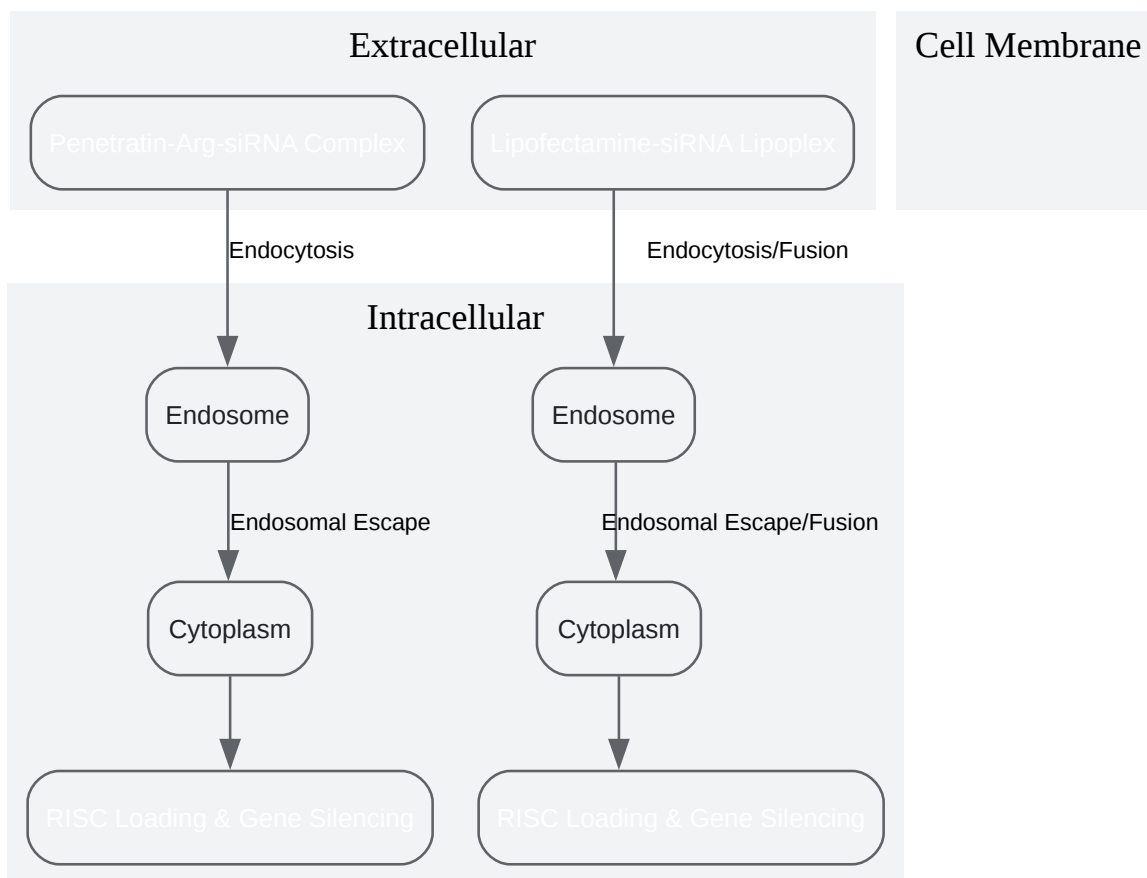 Extracellular
Cell Membrane
Penetratin-Arg-siRNA Complex
Lipofectamine-siRNA Lipoplex
Endocytosis
Endocytosis/Fusion
Intracellular
Endosome
Endosome
Endosomal Escape
Endosomal Escape/Fusion
Cytoplasm
Cytoplasm
RISC Loading & Gene Silencing
RISC Loading & Gene Silencing